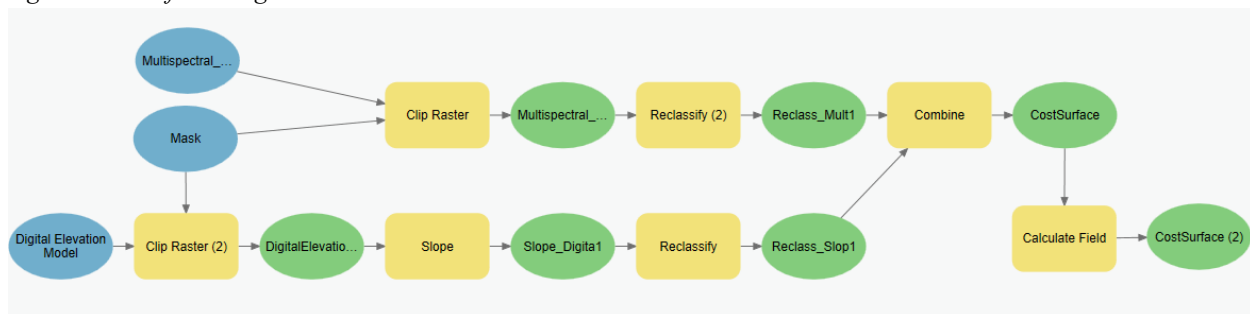 Multispectral_...
Mask
Clip Raster
Multispectral_...
Reclassify (2)
Reclass_Mult1
Combine
CostSurface
Digital Elevation
Model
Clip Raster (2)
DigitalElevatio...
Slope
Slope_Digita1
Reclassify
Reclass_Slop1
Calculate Field
CostSurface (2)